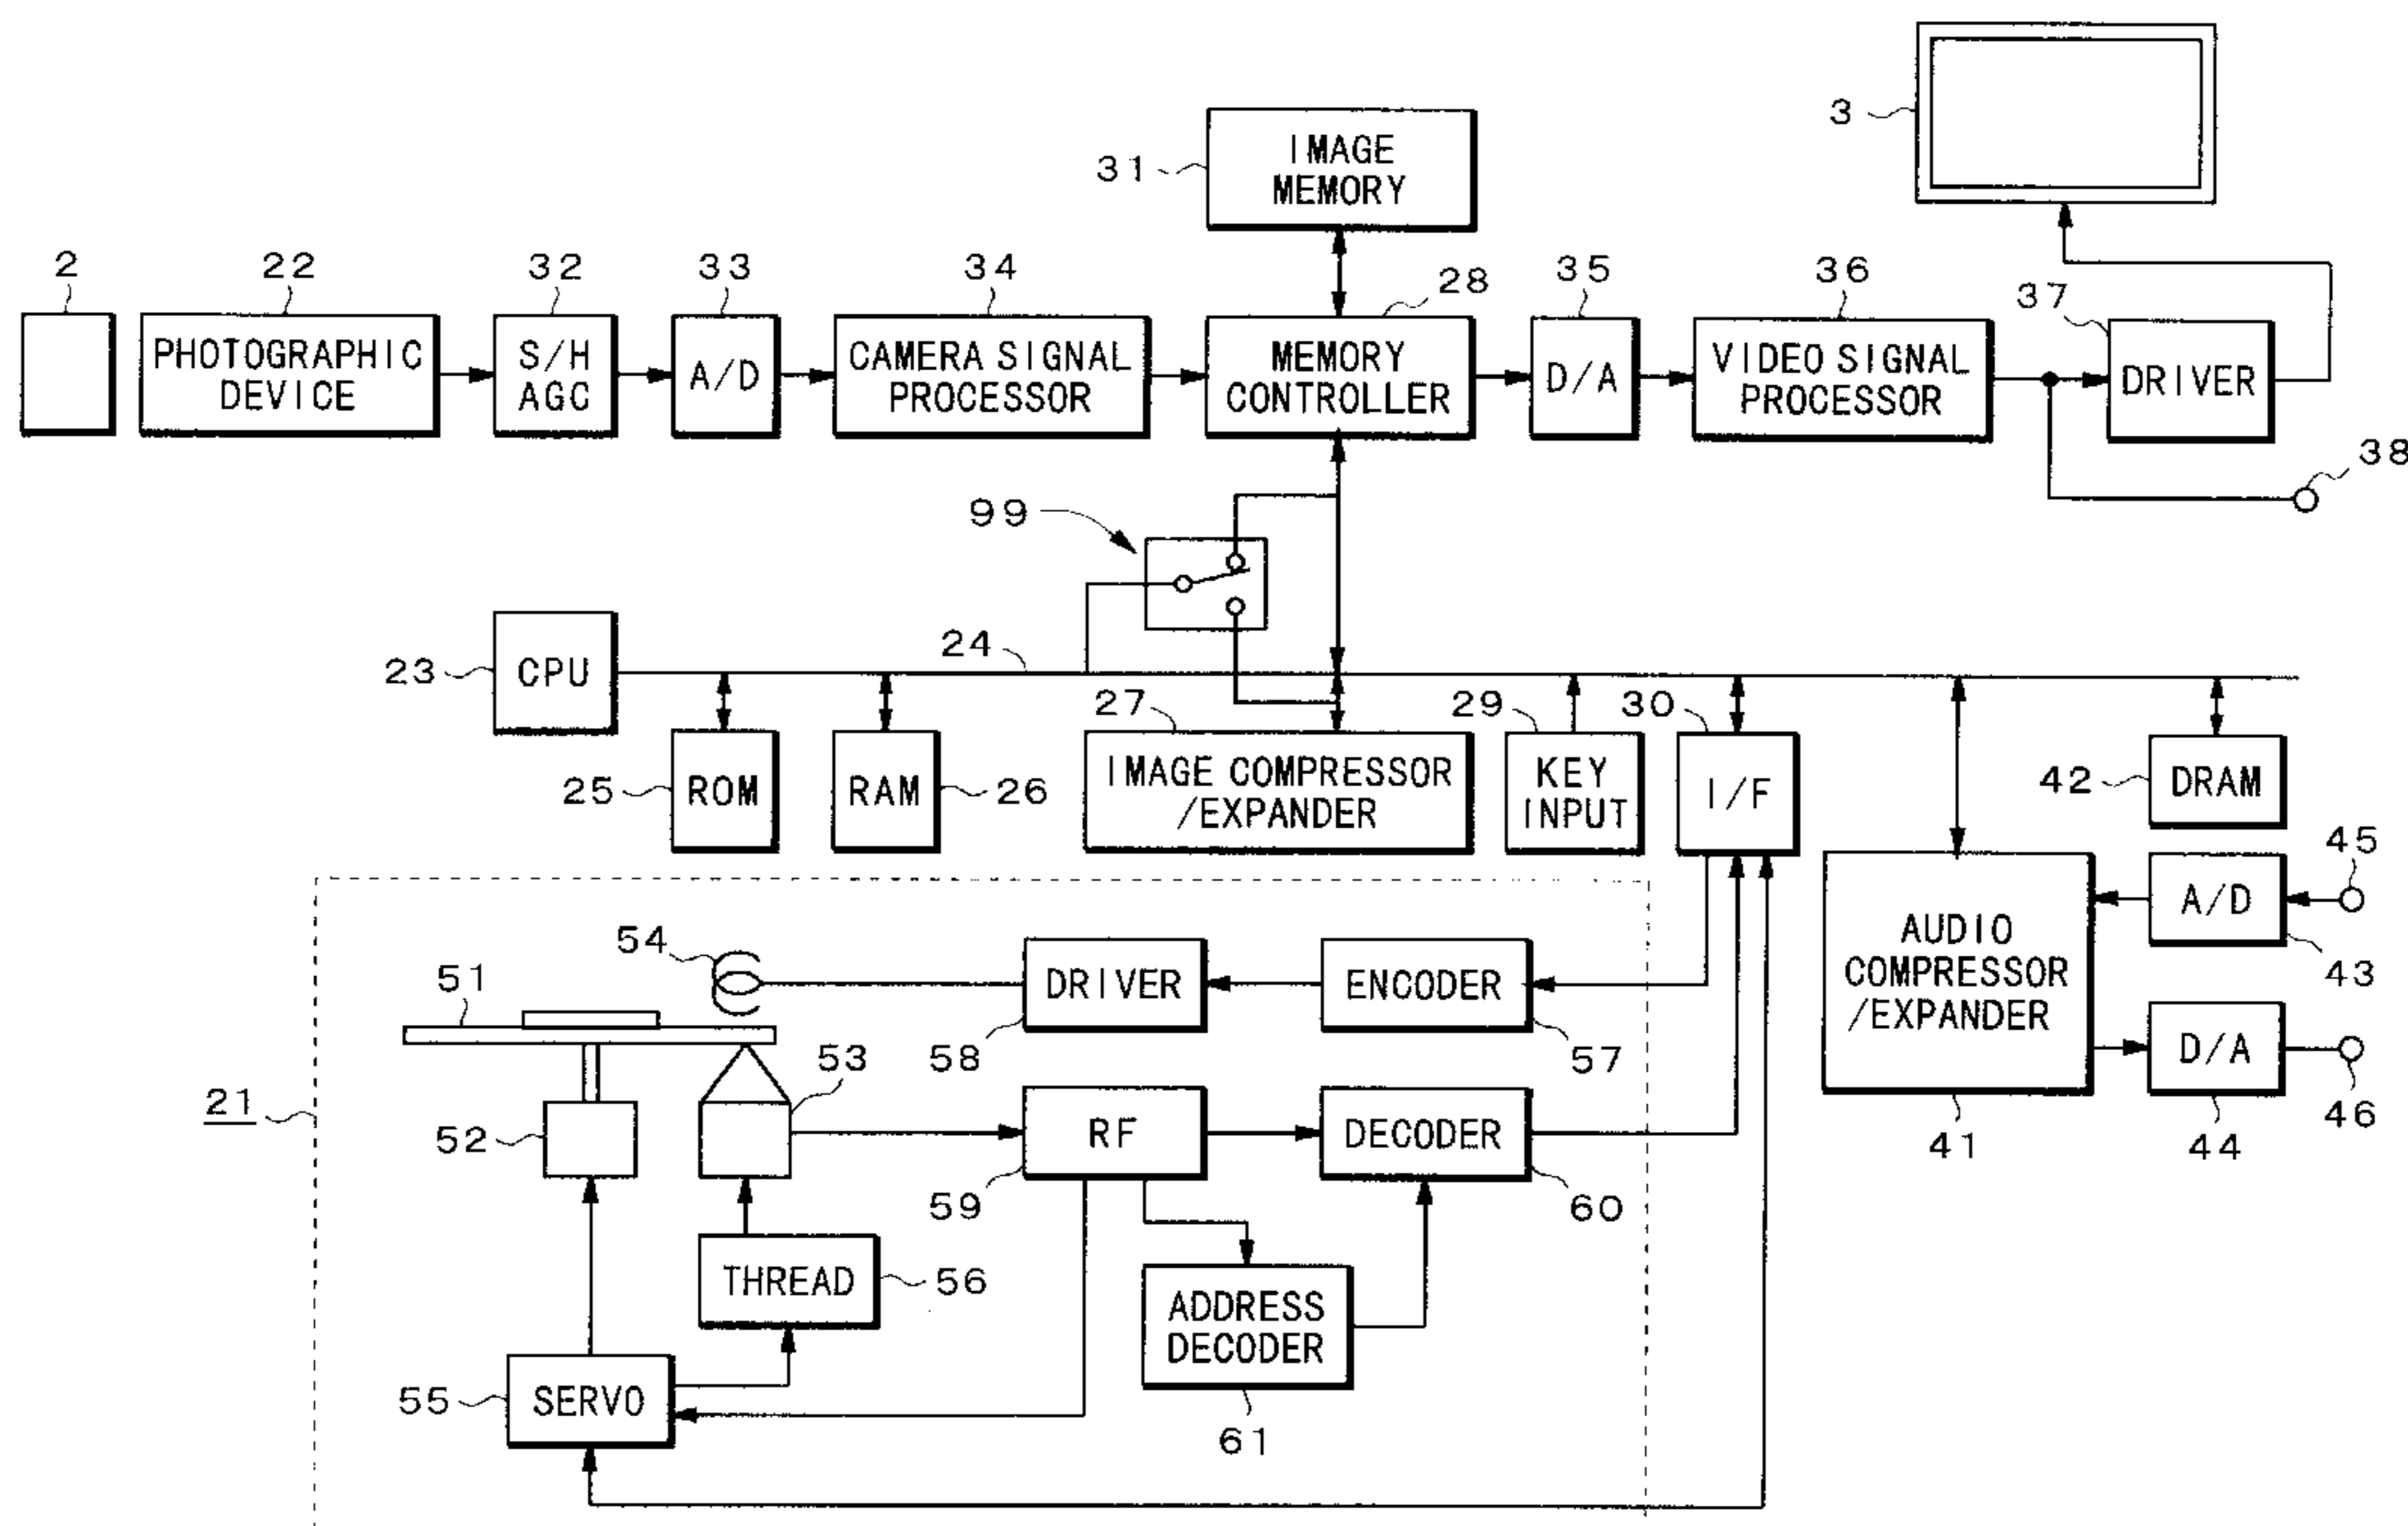 3
IMAGE
MEMORY
31
2
22
32
33
34
28
35
36
37
PHOTOGRAPHIC
DEVICE
S/H
AGC
A/D
CAMERA SIGNAL
PROCESSOR
MEMORY
CONTROLLER
D/A
VIDEO SIGNAL
PROCESSOR
DRIVER
38
99
23
CPU
24
27
29
30
25
ROM
RAM
26
IMAGE COMPRESSOR
/EXPANDER
KEY
INPUT
I/F
42
DRAM
45
A/D
43
AUDIO
COMPRESSOR
/EXPANDER
41
D/A
44
46
54
51
DRIVER
58
ENCODER
57
53
21
52
RF
59
DECODER
60
THREAD
56
ADDRESS
DECODER
61
55
SERVO